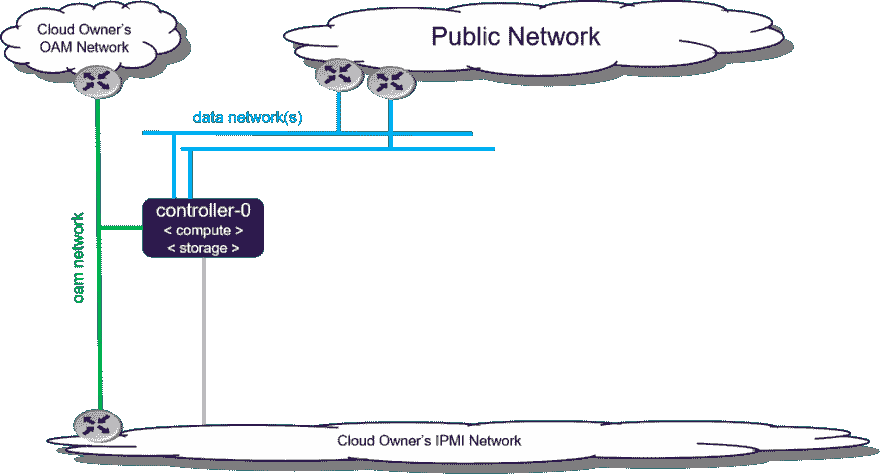 Cloud Owner's
OAM Network
Public Network
data network(s)
oam network
controller-0
< compute >
< storage >
Cloud Owner's IPMI Network